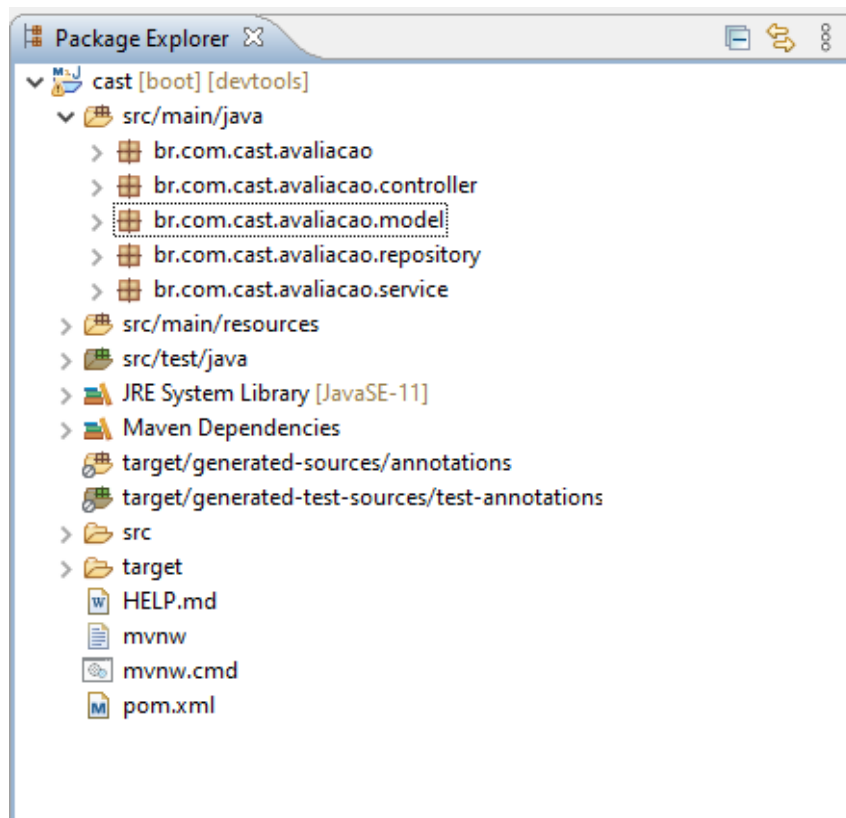 Package Explorer
cast [boot] [devtools]
src/main/java
br.com.cast.avaliacao
br.com.cast.avaliacao.controller
br.com.cast.avaliacao.model
br.com.cast.avaliacao.repository
br.com.cast.avaliacao.service
src/main/resources
src/test/java
JRE System Library [JavaSE-11]
Maven Dependencies
target/generated-sources/annotations
target/generated-test-sources/test-annotations
src
target
HELP.md
mvnw
mvnw.cmd
pom.xml